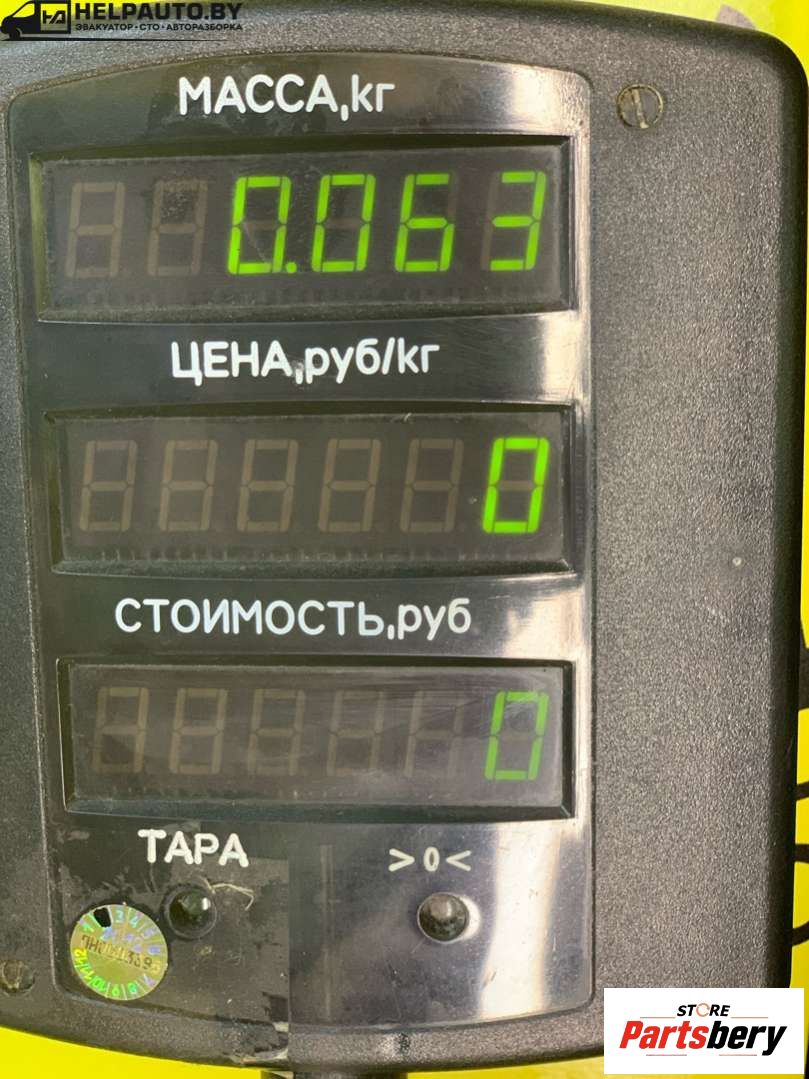 HELPAUTO.BY
ЭВАКУАТОР • СТО • АВТОРАЗБОРКА
МАССА,кг
0.063
ЦЕНА,руб/кг
0
СТОИМОСТЬ,руб
0
ТАРА
>0<
STORE
Partsbery